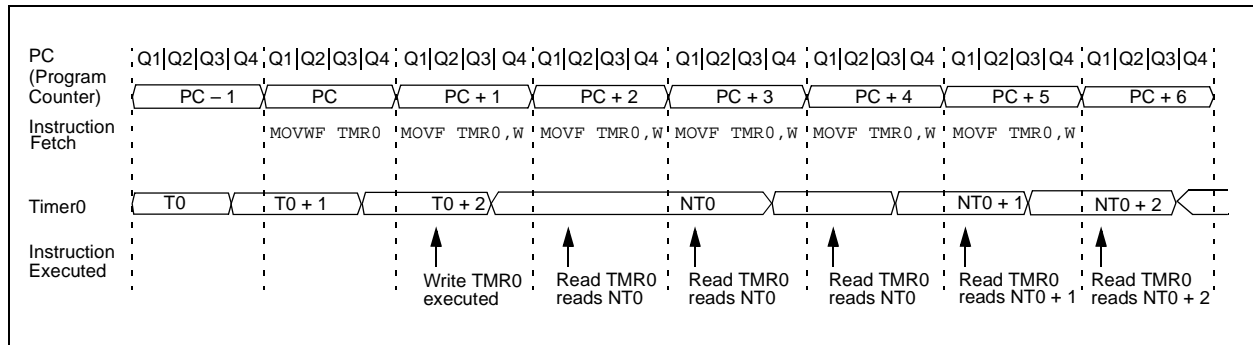 PC (Program Counter)
Q1|Q2|Q3|Q4 Q1|Q2|Q3|Q4 Q1|Q2|Q3|Q4 Q1|Q2|Q3|Q4 Q1|Q2|Q3|Q4 Q1|Q2|Q3|Q4 Q1|Q2|Q3|Q4 Q1|Q2|Q3|Q4
PC – 1 PC PC + 1 PC + 2 PC + 3 PC + 4 PC + 5 PC + 6
Instruction Fetch
MOVWF TMR0 MOVF TMR0,W MOVF TMR0,W MOVF TMR0,W MOVF TMR0,W MOVF TMR0,W
Timer0
T0 T0 + 1 T0 + 2 NT0 NT0 + 1 NT0 + 2
Instruction Executed
Write TMR0 executed
Read TMR0 reads NT0
Read TMR0 reads NT0
Read TMR0 reads NT0
Read TMR0 reads NT0 + 1
Read TMR0 reads NT0 + 2